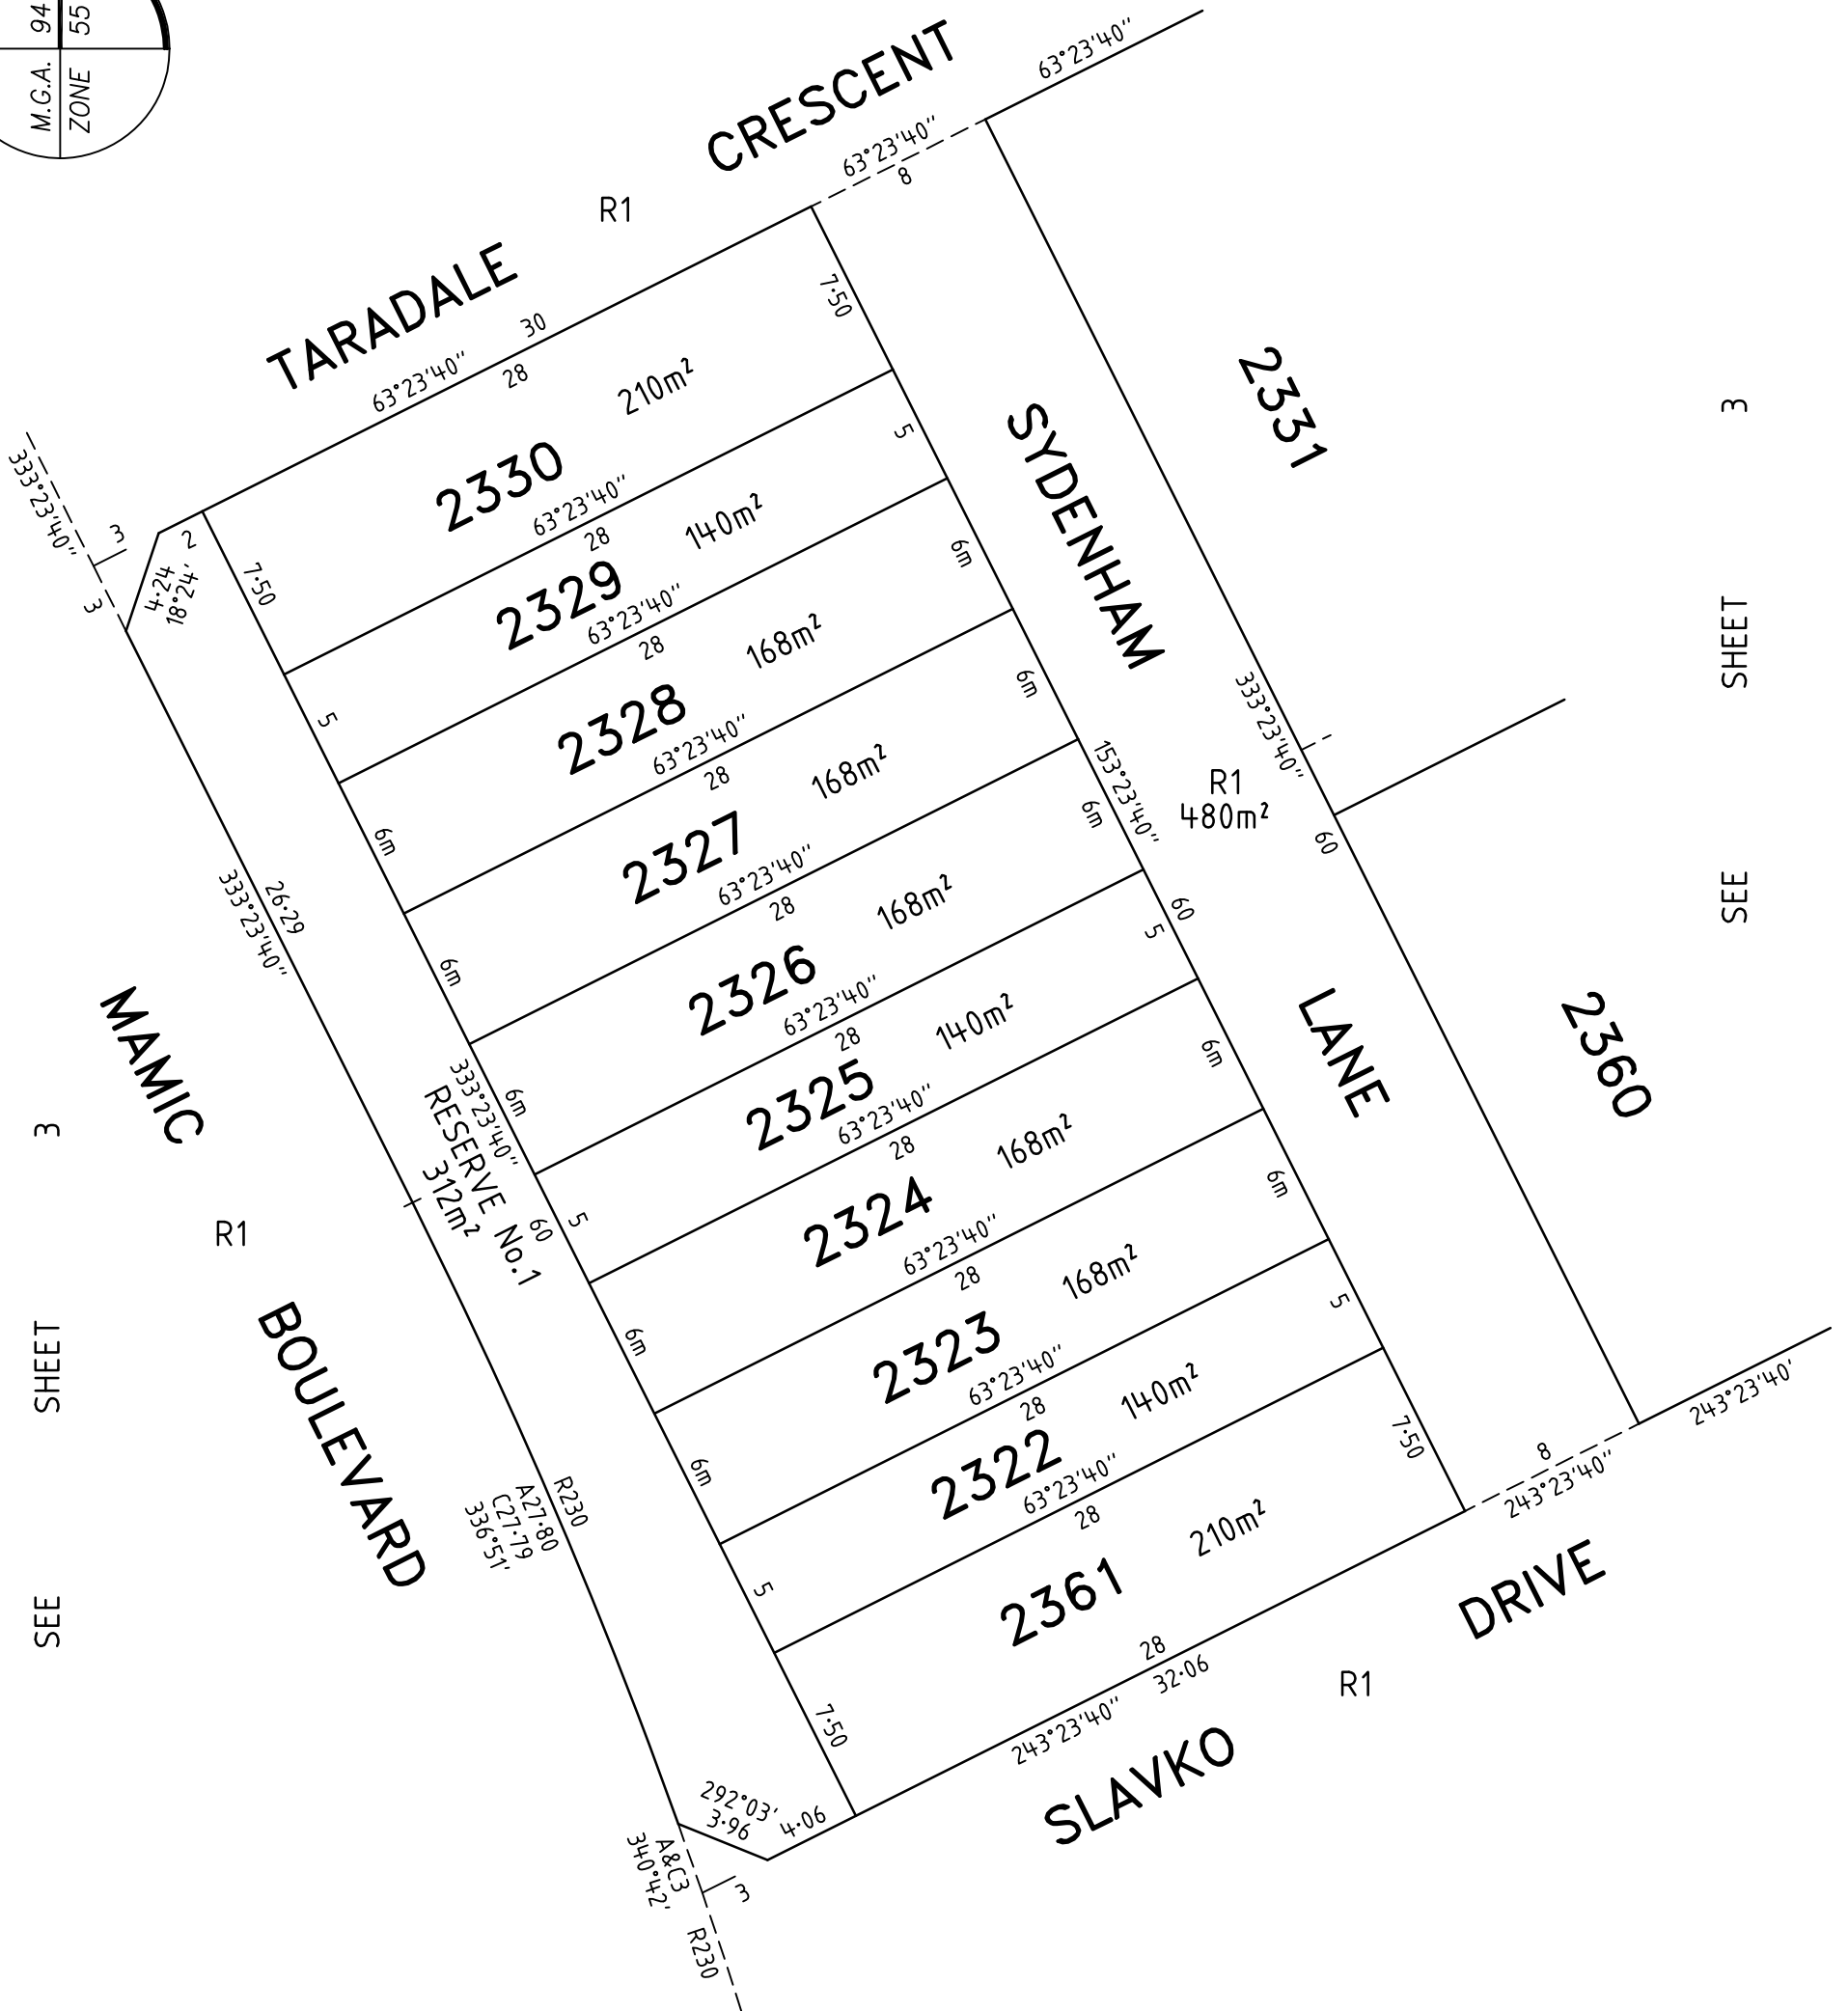 M.G.A. 94
ZONE 55
TARADALE CRESCENT
R1
63°23'40"
63°23'40"
8
63°23'40"
30
28
7·50
210m²
2330
7·50
63°23'40"
28
5
140m²
2329
5
63°23'40"
28
6m
168m²
2328
6m
63°23'40"
28
6m
168m²
2327
6m
63°23'40"
28
6m
168m²
2326
6m
63°23'40"
28
5
140m²
2325
5
63°23'40"
28
6m
168m²
2324
6m
63°23'40"
28
6m
168m²
2323
6m
63°23'40"
28
5
140m²
2322
5
63°23'40"
28
7·50
210m²
2361
7·50
28
32·06
243°23'40"
SLAVKO DRIVE
R1
8
243°23'40"
243°23'40'
SYDENHAM LANE
153°23'40"
60
R1
480m²
333°23'40"
60
2331
2360
SEE SHEET 3
333°23'40"
3
3
2
4·24
18°24'
26·29
333°23'40"
MAMIC BOULEVARD
R1
SEE SHEET 3
333°23'40"
60
RESERVE No.1
312m²
R230
A27·80
C27·79
336°51'
292°03'
3·96
4·06
A&C3
340°42'
3
R230